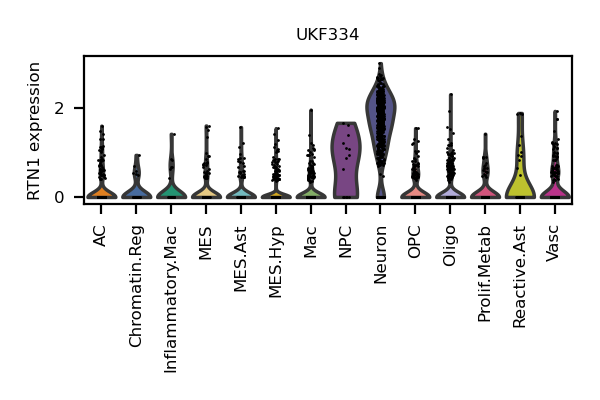 UKF334
RTN1 expression
2
0
AC
Chromatin.Reg
Inflammatory.Mac
MES
MES.Ast
MES.Hyp
Mac
NPC
Neuron
OPC
Oligo
Prolif.Metab
Reactive.Ast
Vasc